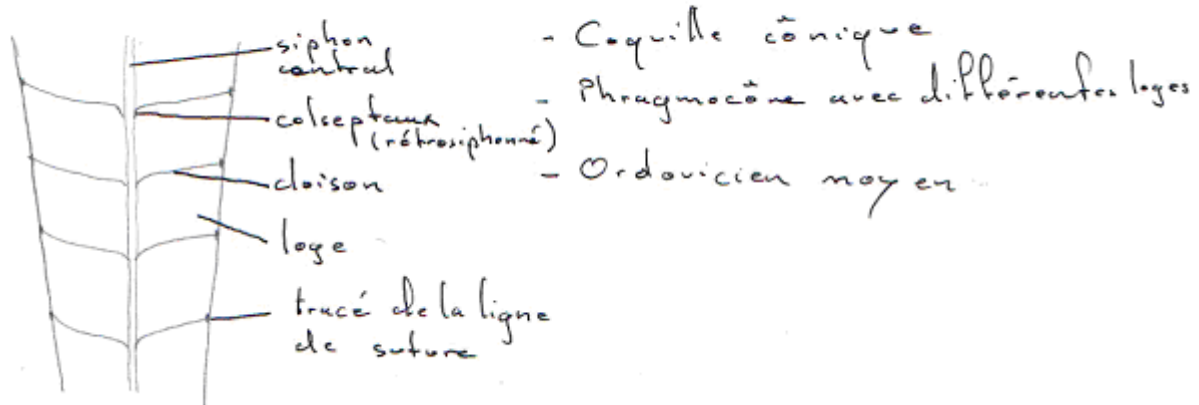 siphon
central
colseptaux
(rétrosiphonné)
cloison
loge
tracé de la ligne
de suture
- Coquille cônique
- Phragmocône avec différentes loges
- Ordovicien moyen